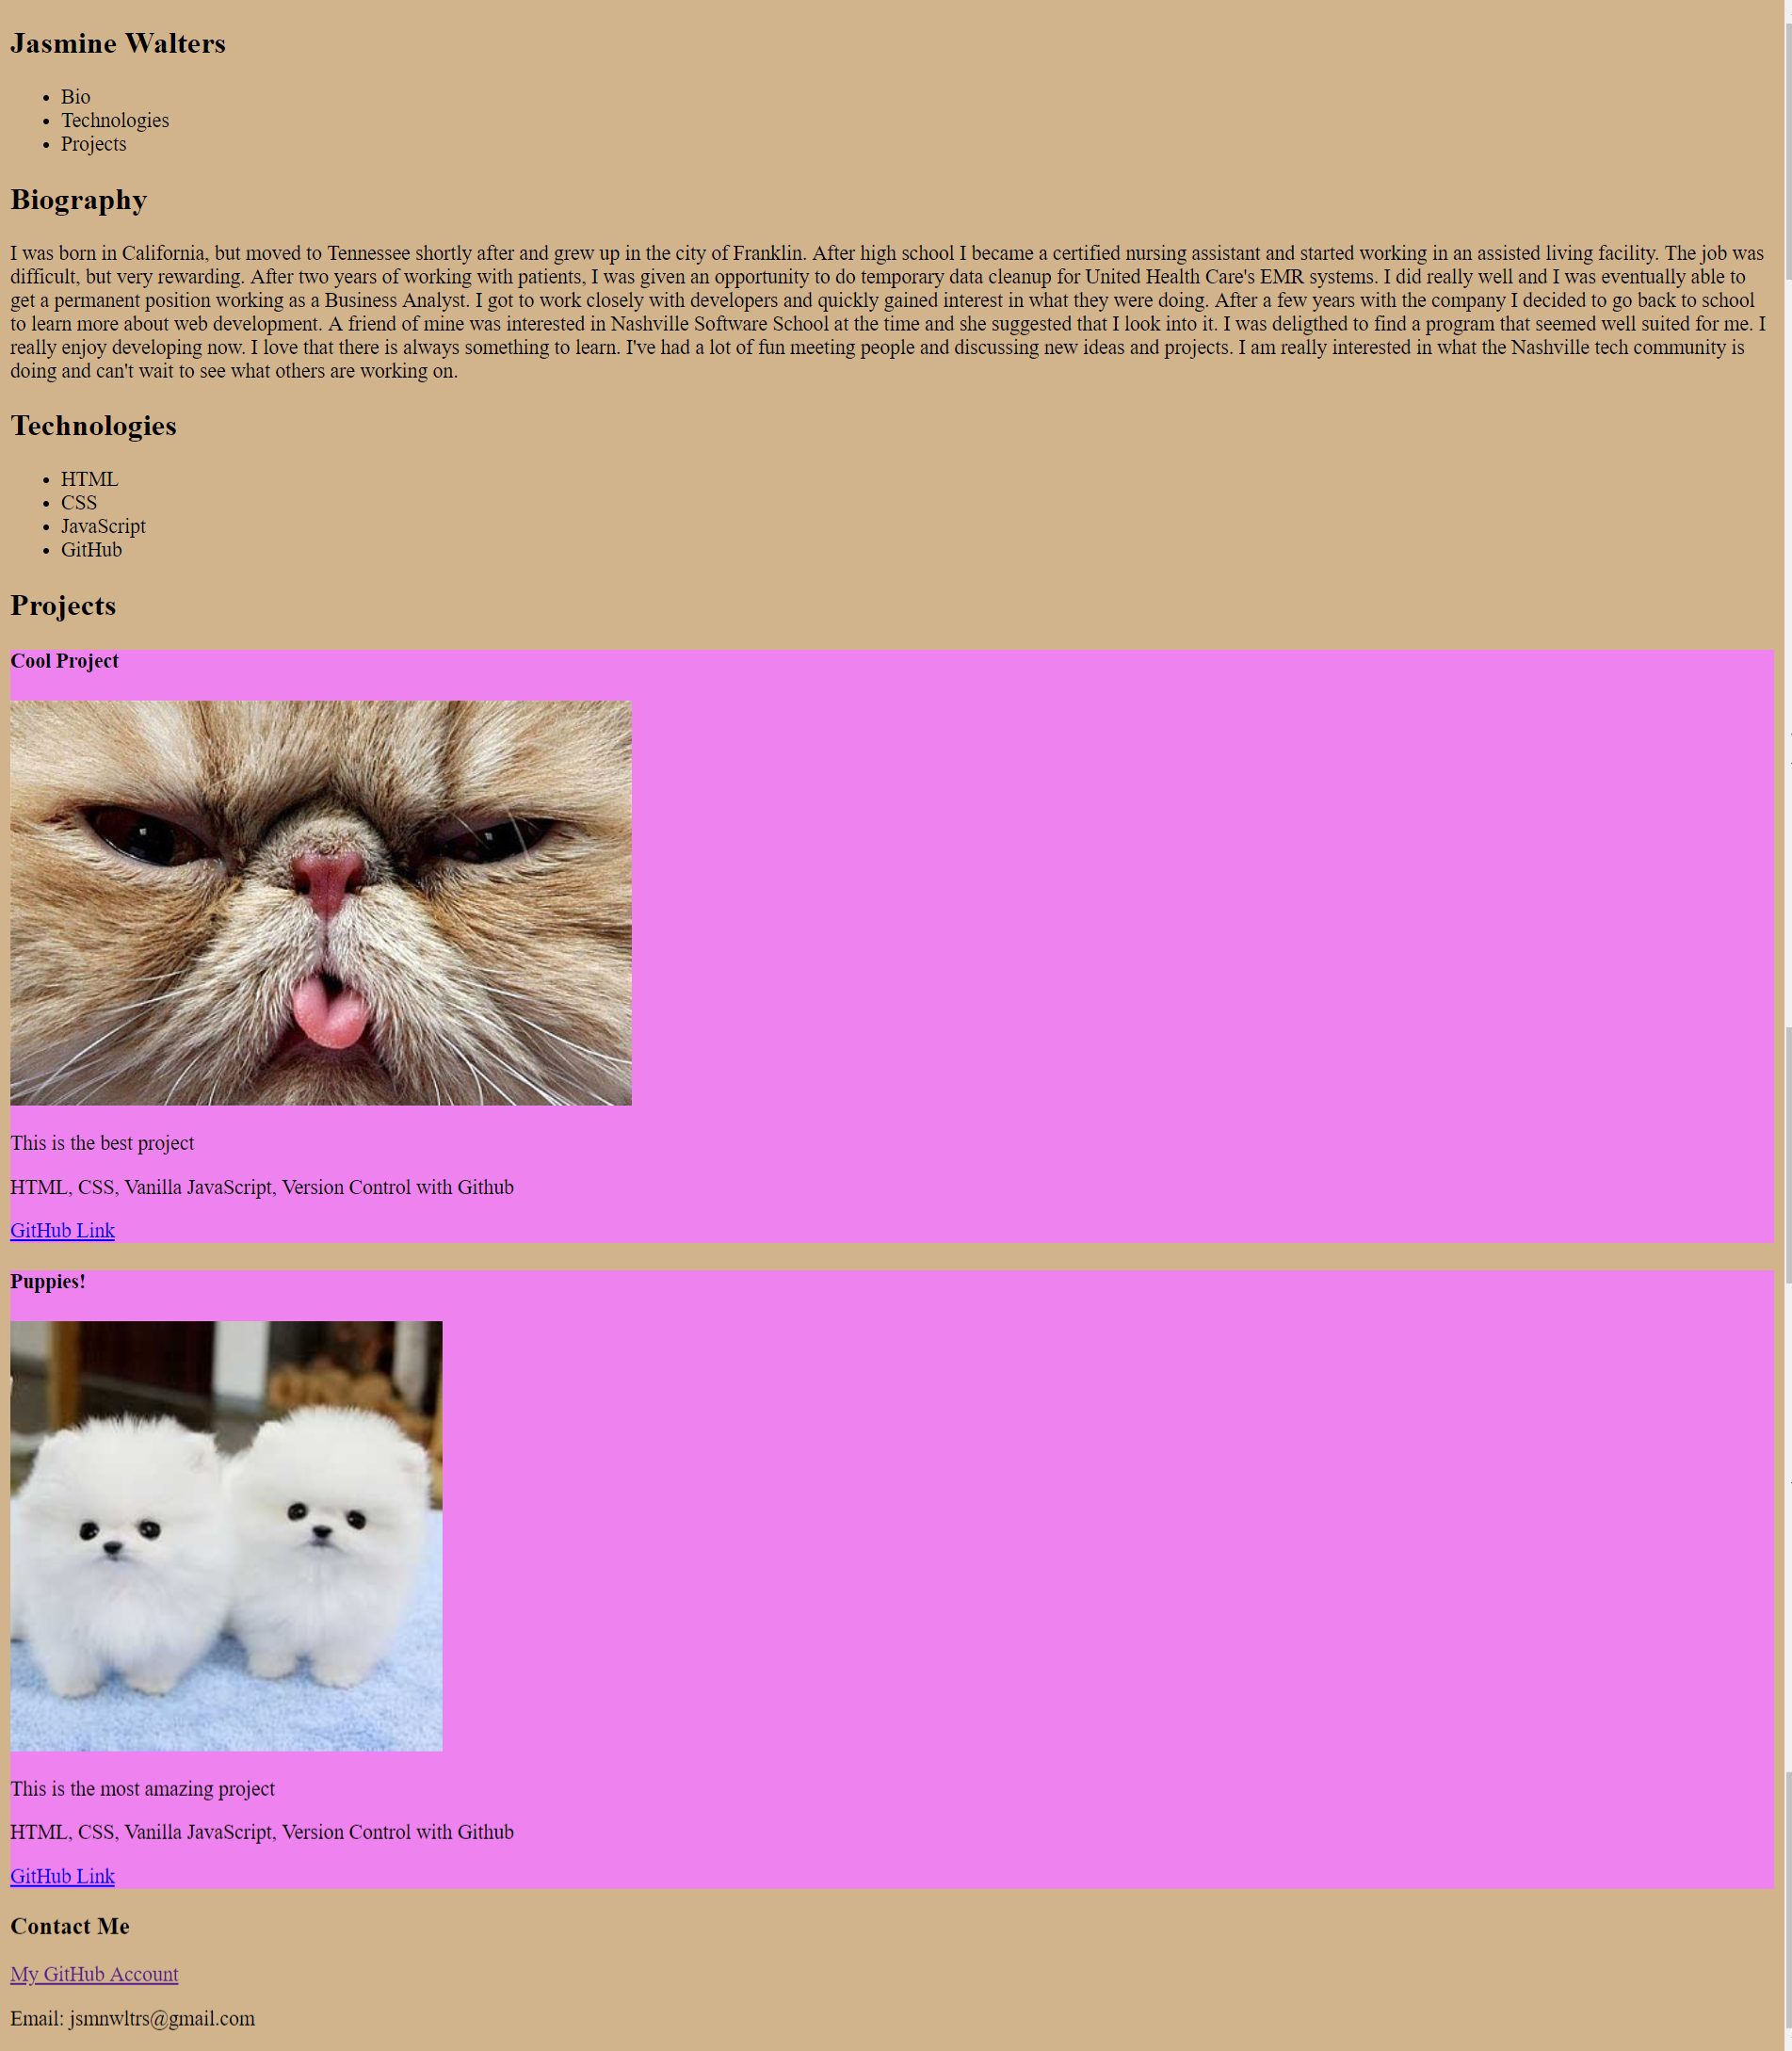 Jasmine Walters
Bio
Technologies
Projects
Biography
I was born in California, but moved to Tennessee shortly after and grew up in the city of Franklin. After high school I became a certified nursing assistant and started working in an assisted living facility. The job was
difficult, but very rewarding. After two years of working with patients, I was given an opportunity to do temporary data cleanup for United Health Care's EMR systems. I did really well and I was eventually able to
get a permanent position working as a Business Analyst. I got to work closely with developers and quickly gained interest in what they were doing. After a few years with the company I decided to go back to school
to learn more about web development. A friend of mine was interested in Nashville Software School at the time and she suggested that I look into it. I was deligthed to find a program that seemed well suited for me. I
really enjoy developing now. I love that there is always something to learn. I've had a lot of fun meeting people and discussing new ideas and projects. I am really interested in what the Nashville tech community is
doing and can't wait to see what others are working on.
Technologies
HTML
CSS
JavaScript
GitHub
Projects
Cool Project
This is the best project
HTML, CSS, Vanilla JavaScript, Version Control with Github
GitHub Link
Puppies!
This is the most amazing project
HTML, CSS, Vanilla JavaScript, Version Control with Github
GitHub Link
Contact Me
My GitHub Account
Email: jsmnwltrs@gmail.com